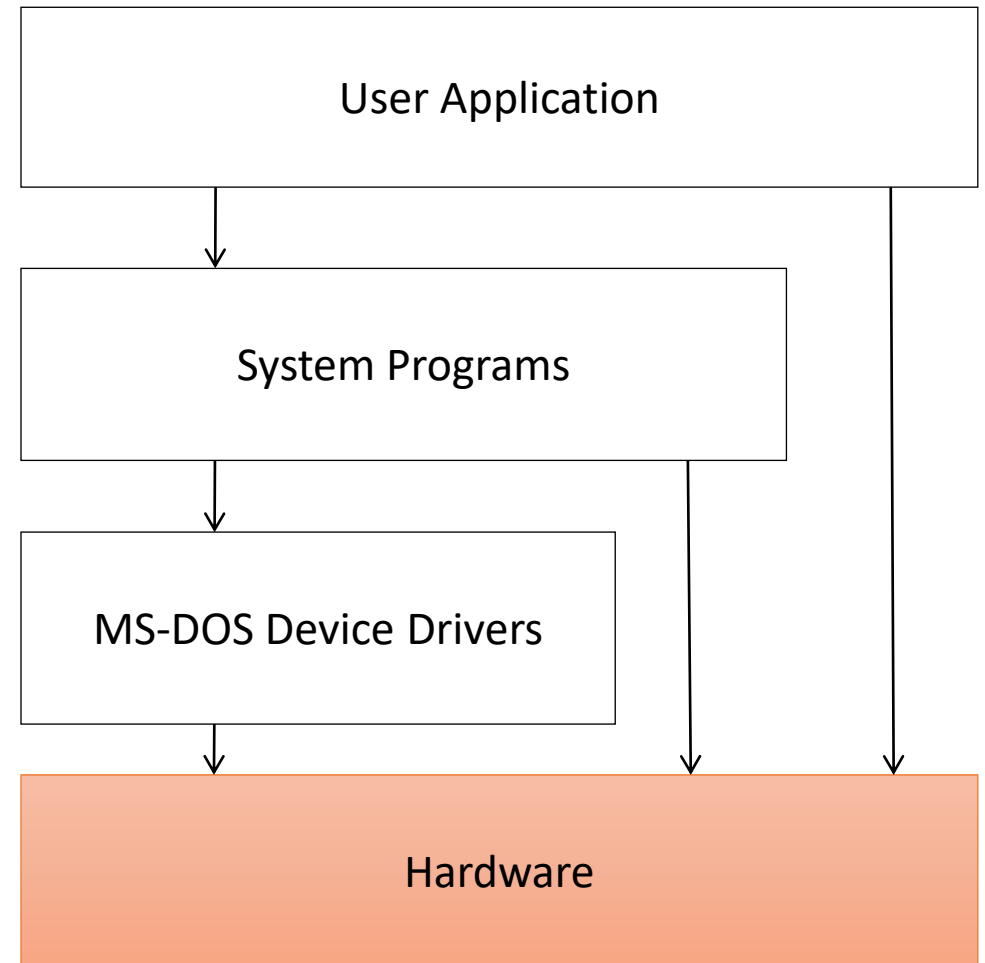 User Application
System Programs
MS-DOS Device Drivers
Hardware